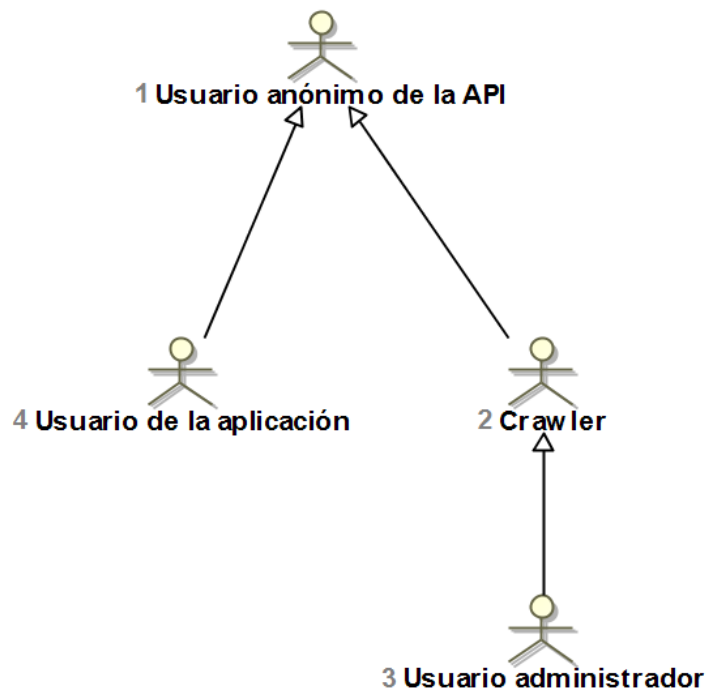 1 Usuario anónimo de la API
4 Usuario de la aplicación
2 Crawler
3 Usuario administrador